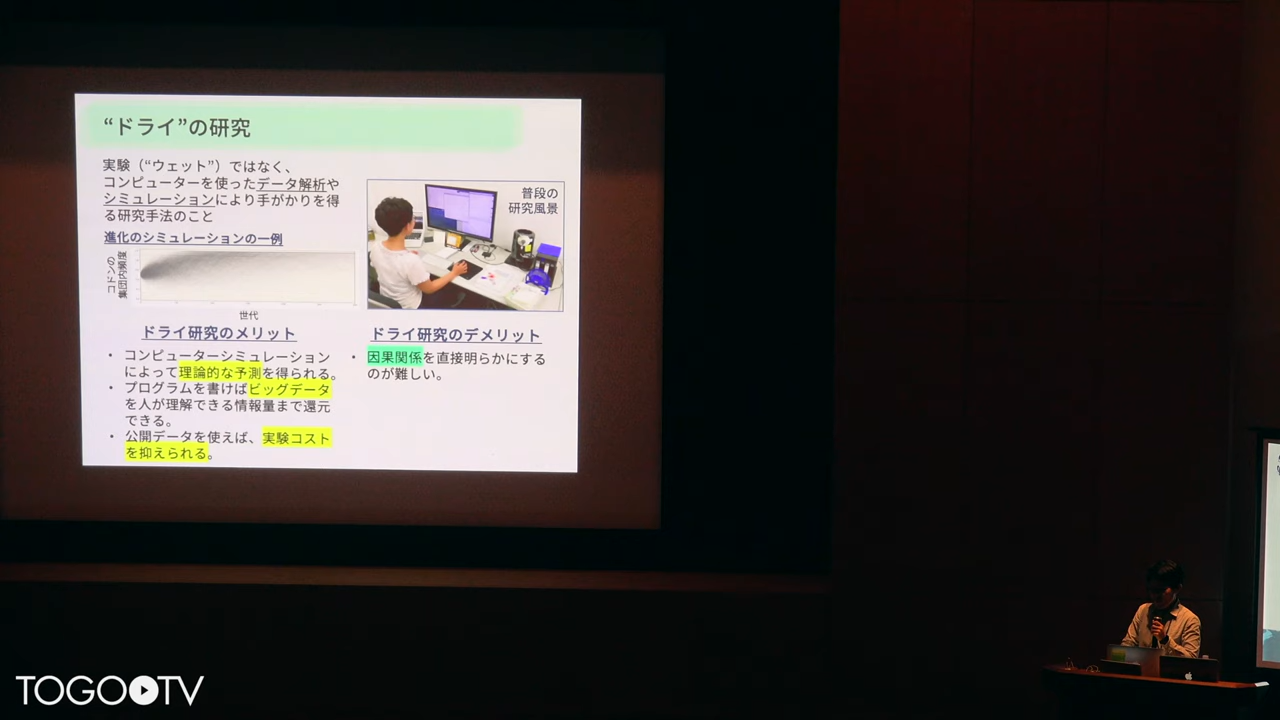 “ドライ”の研究
実験（“ウェット”）ではなく、
コンピューターを使ったデータ解析や
シミュレーションにより手がかりを得
る研究手法のこと
進化のシミュレーションの一例
コドンの
集団内頻度
世代
普段の
研究風景
ドライ研究のメリット
・ コンピューターシミュレーション
によって理論的な予測を得られる。
・ プログラムを書けばビッグデータ
を人が理解できる情報量まで還元
できる。
・ 公開データを使えば、実験コスト
を抑えられる。
ドライ研究のデメリット
・ 因果関係を直接明らかにする
のが難しい。
TOGOTV